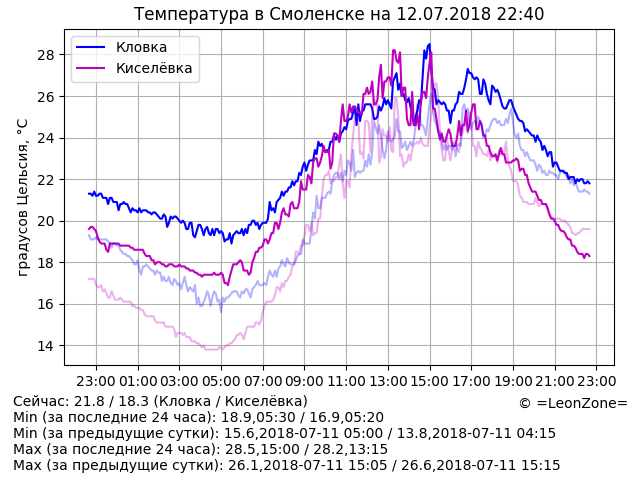 Температура в Смоленске на 12.07.2018 22:40
Кловка
Киселёвка
градусов Цельсия, °C
28
26
24
22
20
18
16
14
23:00 01:00 03:00 05:00 07:00 09:00 11:00 13:00 15:00 17:00 19:00 21:00 23:00
Сейчас: 21.8 / 18.3 (Кловка / Киселёвка)
© =LeonZone=
Min (за последние 24 часа): 18.9,05:30 / 16.9,05:20
Min (за предыдущие сутки): 15.6,2018-07-11 05:00 / 13.8,2018-07-11 04:15
Max (за последние 24 часа): 28.5,15:00 / 28.2,13:15
Max (за предыдущие сутки): 26.1,2018-07-11 15:05 / 26.6,2018-07-11 15:15